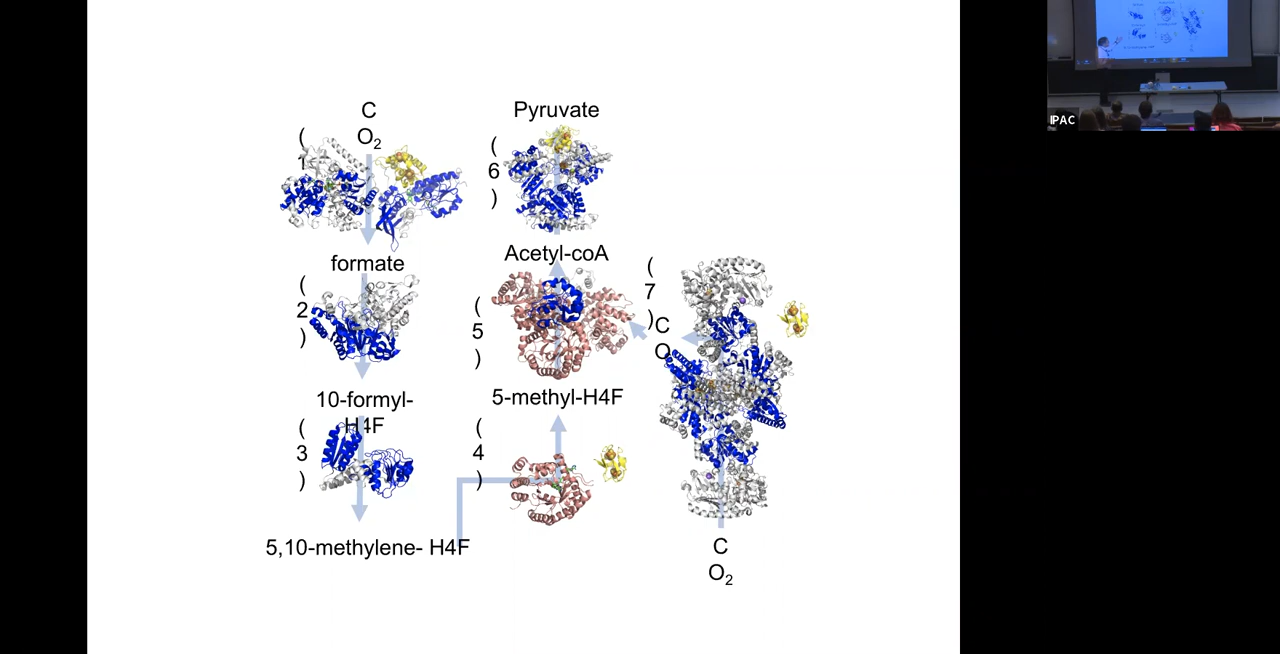 C
O2
(
1
formate
(
2
)
10-formyl-
H4F
(
3
)
5,10-methylene- H4F
Pyruvate
(
6
)
Acetyl-coA
(
5
)
5-methyl-H4F
(
4
)
(
7
)
C
O
C
O2
IPAC